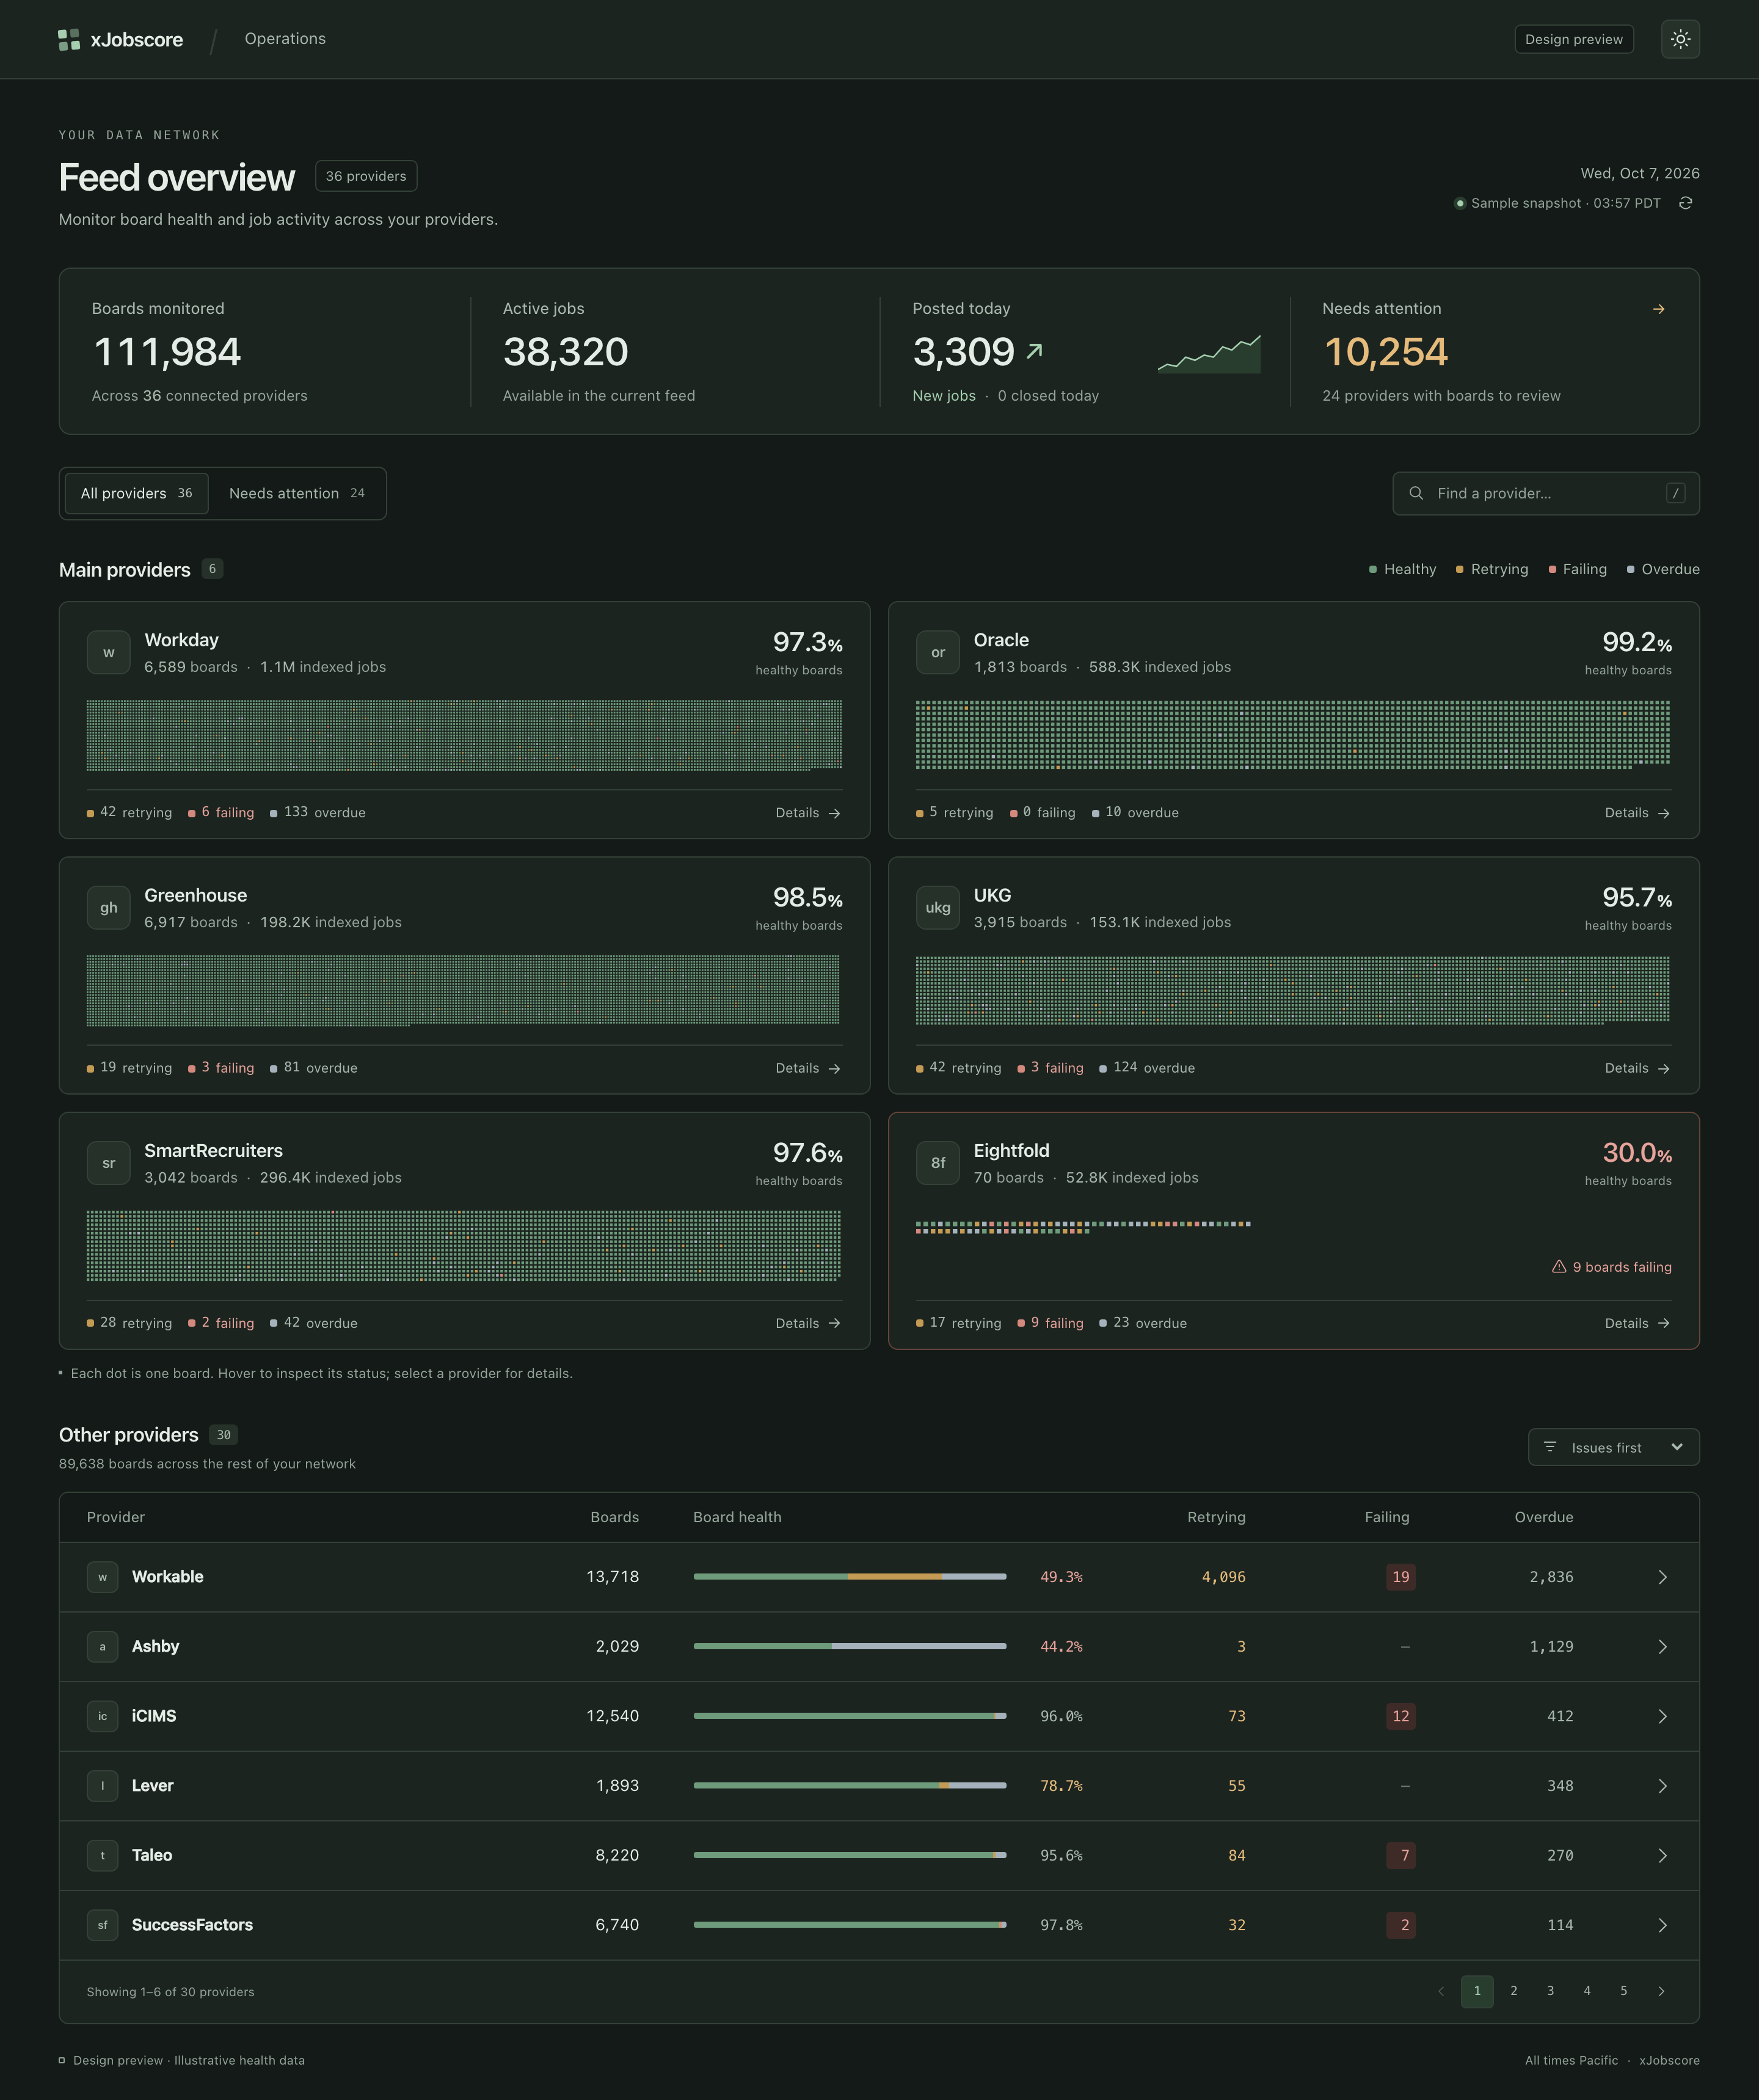 xJobscore / Operations
Design preview
YOUR DATA NETWORK
Feed overview 36 providers
Monitor board health and job activity across your providers.
Wed, Oct 7, 2026
Sample snapshot · 03:57 PDT
Boards monitored
111,984
Across 36 connected providers
Active jobs
38,320
Available in the current feed
Posted today
3,309
New jobs · 0 closed today
Needs attention
10,254
24 providers with boards to review
All providers 36 Needs attention 24
Find a provider... /
Main providers 6
Healthy Retrying Failing Overdue
w
Workday
6,589 boards · 1.1M indexed jobs
97.3%
healthy boards
42 retrying 6 failing 133 overdue
Details
or
Oracle
1,813 boards · 588.3K indexed jobs
99.2%
healthy boards
5 retrying 0 failing 10 overdue
Details
gh
Greenhouse
6,917 boards · 198.2K indexed jobs
98.5%
healthy boards
19 retrying 3 failing 81 overdue
Details
ukg
UKG
3,915 boards · 153.1K indexed jobs
95.7%
healthy boards
42 retrying 3 failing 124 overdue
Details
sr
SmartRecruiters
3,042 boards · 296.4K indexed jobs
97.6%
healthy boards
28 retrying 2 failing 42 overdue
Details
8f
Eightfold
70 boards · 52.8K indexed jobs
30.0%
healthy boards
9 boards failing
17 retrying 9 failing 23 overdue
Details
Each dot is one board. Hover to inspect its status; select a provider for details.
Other providers 30
89,638 boards across the rest of your network
Issues first
Provider Boards Board health Retrying Failing Overdue
w Workable 13,718 49.3% 4,096 19 2,836
a Ashby 2,029 44.2% 3 – 1,129
ic iCIMS 12,540 96.0% 73 12 412
l Lever 1,893 78.7% 55 – 348
t Taleo 8,220 95.6% 84 7 270
sf SuccessFactors 6,740 97.8% 32 2 114
Showing 1–6 of 30 providers
1 2 3 4 5
Design preview · Illustrative health data
All times Pacific · xJobscore